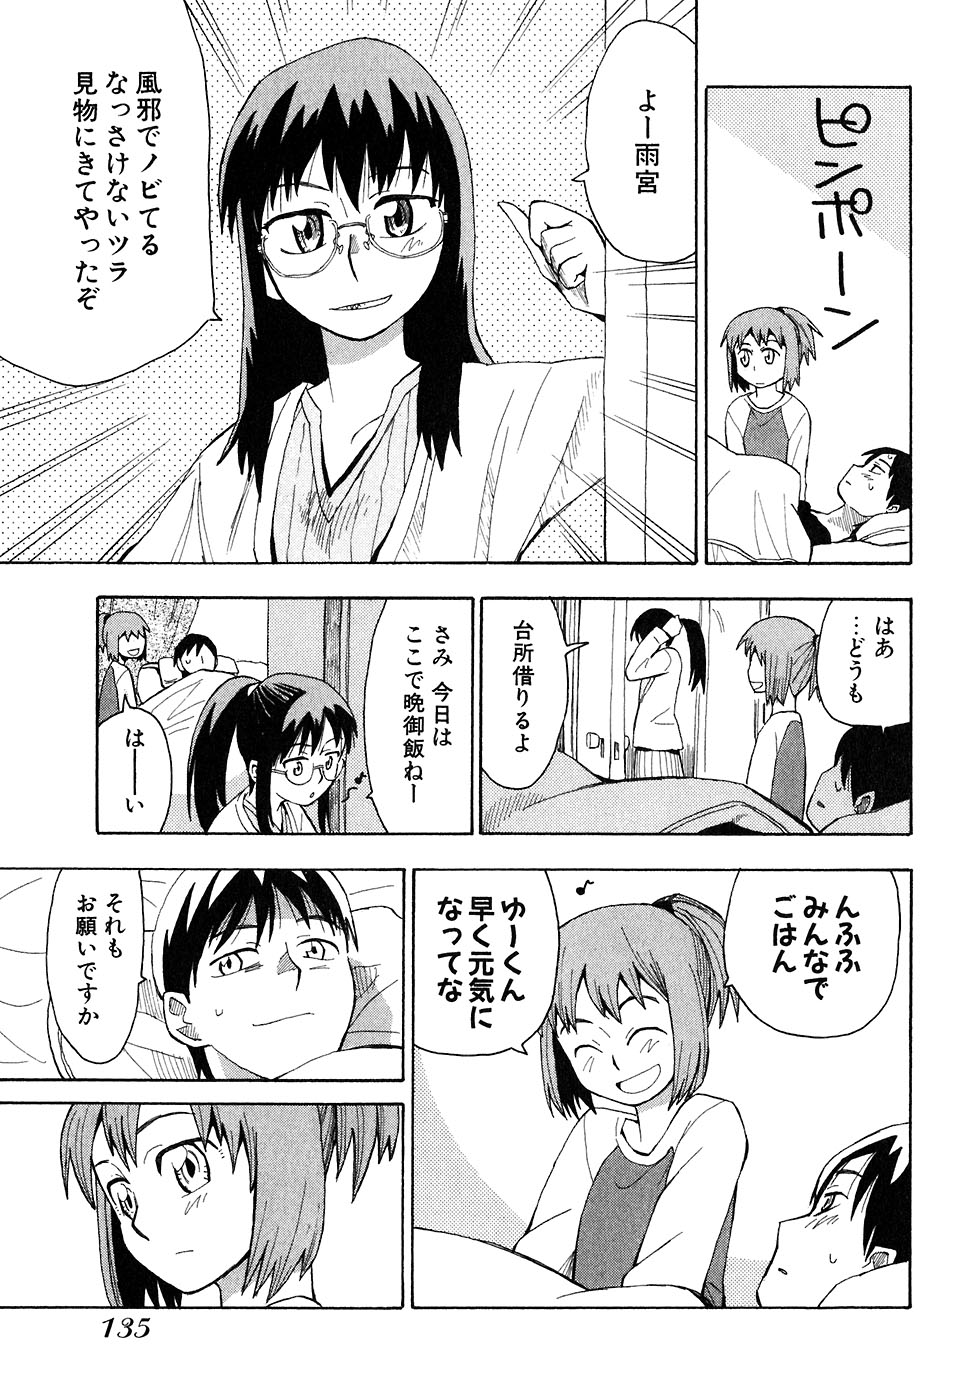 ピンポーン
よー雨宮
風邪でノビてる
なっさけないツラ
見物にきてやったぞ
はあ
…どうも
台所借りるよ
さみ 今日は
ここで晩御飯ねー
はーーい
んふふ
みんなで
ごはん
ゆーくん
早く元気に
なってな
それも
お願いですか
135